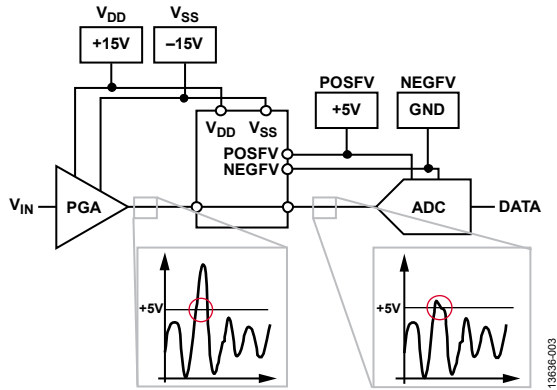 VDD
VSS
+15V
–15V
POSFV
NEGFV
+5V
GND
VDD
VSS
POSFV
NEGFV
VIN
PGA
ADC
DATA
+5V
+5V
13636-003